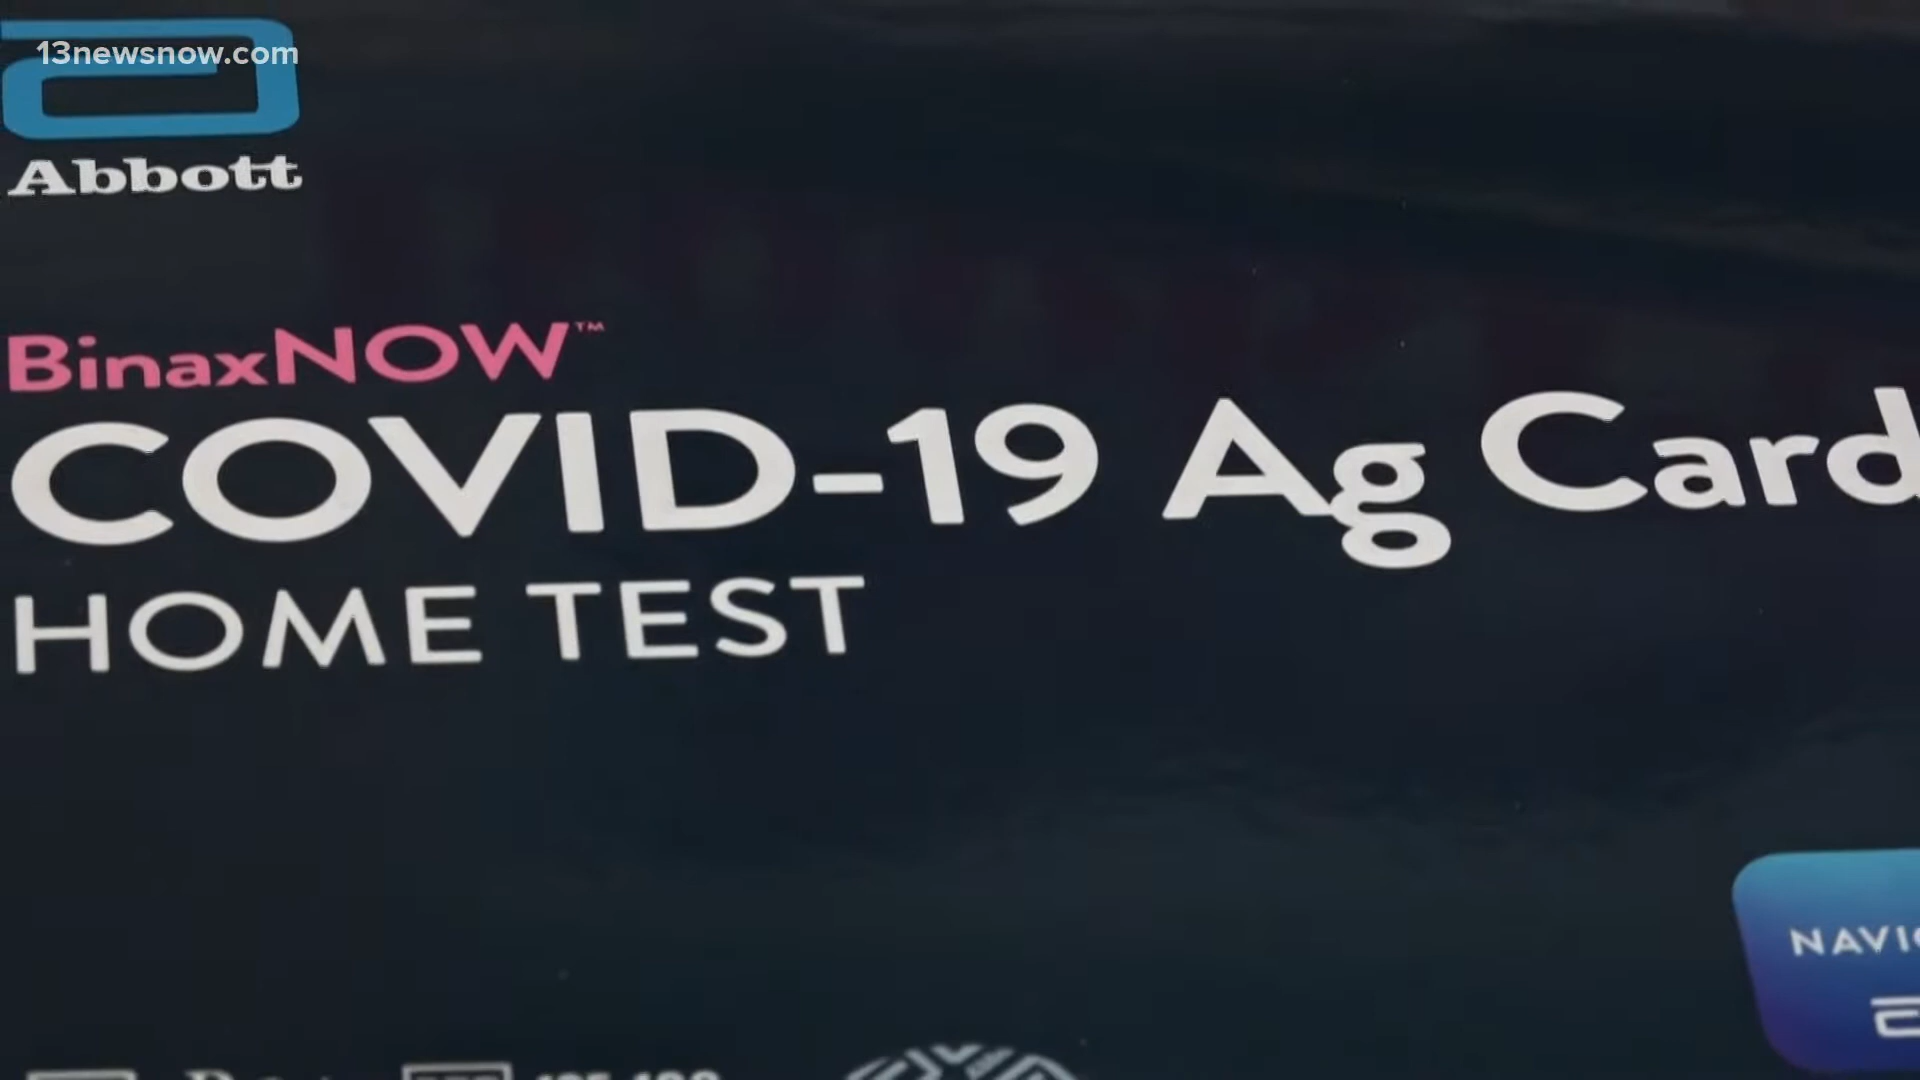 13newsnow.com
Abbott
BinaxNOW™
COVID-19 Ag Card
HOME TEST